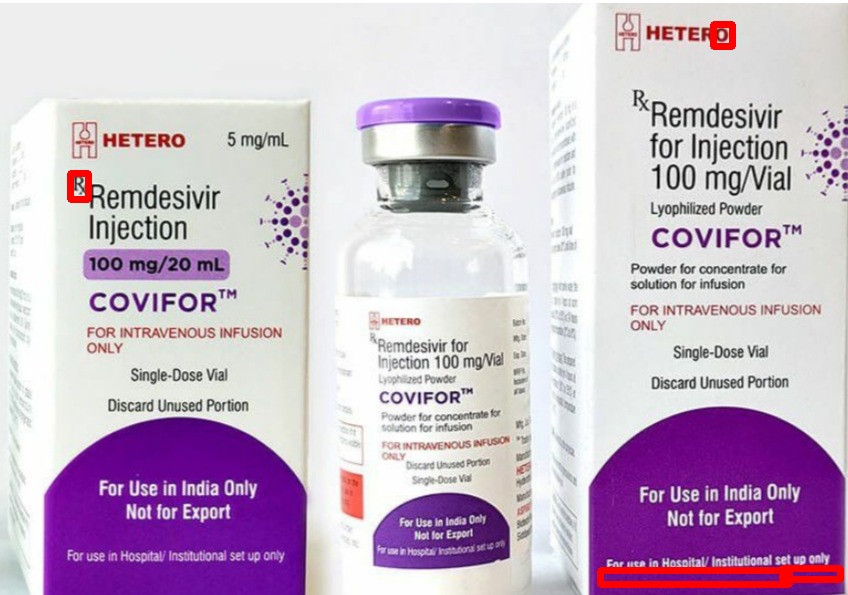 HETERO
5 mg/mL
Rx Remdesivir
Injection
100 mg/20 mL
COVIFOR™
FOR INTRAVENOUS INFUSION
ONLY
Single-Dose Vial
Discard Unused Portion
For Use in India Only
Not for Export
For use in Hospital/ Institutional set up only
HETERO
Rx Remdesivir for
Injection 100 mg/Vial
Lyophilized Powder
COVIFOR™
Powder for concentrate for
solution for infusion
FOR INTRAVENOUS INFUSION
ONLY
Discard Unused Portion
Single-Dose Vial
For Use in India Only
Not for Export
For use in Hospital/ Institutional set up only
HETERO
Rx Remdesivir
for Injection
100 mg/Vial
Lyophilized Powder
COVIFOR™
Powder for concentrate for
solution for infusion
FOR INTRAVENOUS INFUSION
ONLY
Single-Dose Vial
Discard Unused Portion
For Use in India Only
Not for Export
For use in Hospital/ Institutional set up only